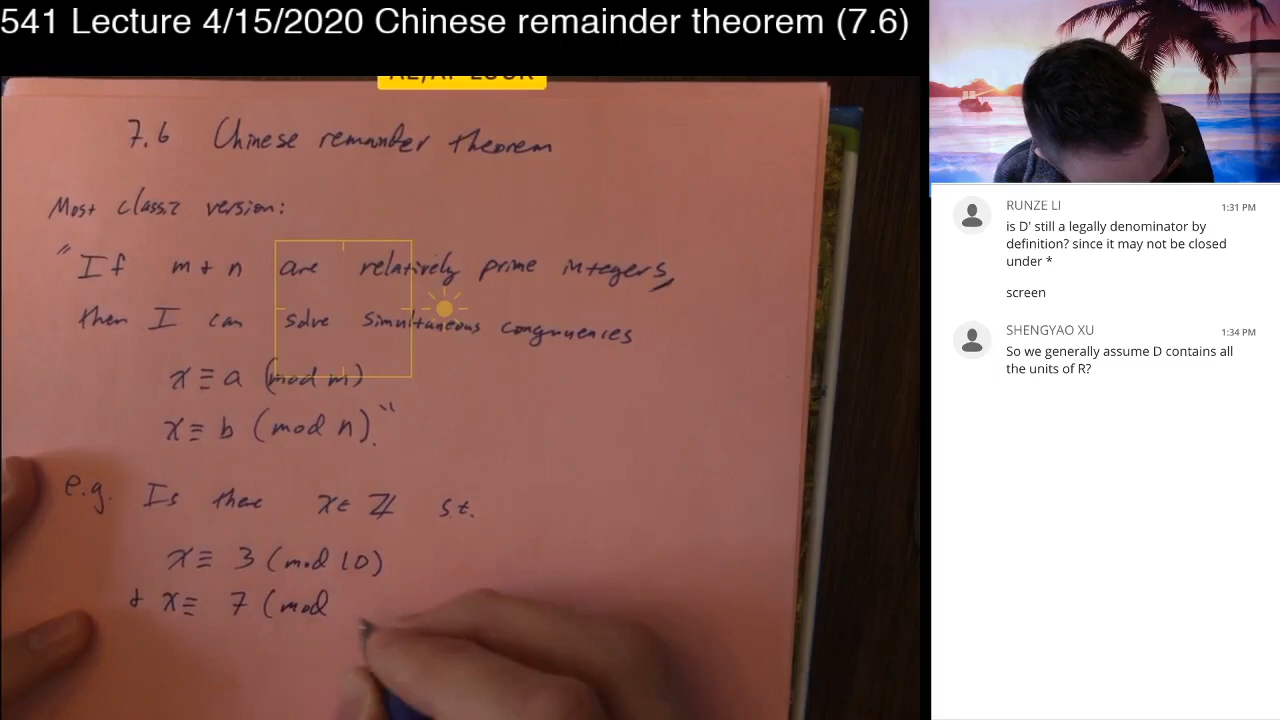 541 Lecture 4/15/2020 Chinese remainder theorem (7.6)
AE/AF LOCK
7.6 Chinese remainder theorem
Most classic version:
"If m + n are relatively prime integers,
then I can solve simultaneous congruences
x ≡ a (mod m)
x ≡ b (mod n)."
e.g. Is there x ∈ ℤ s.t.
x ≡ 3 (mod 10)
+ x ≡ 7 (mod
RUNZE LI 1:31 PM
is D' still a legally denominator by
definition? since it may not be closed
under *
screen
SHENGYAO XU 1:34 PM
So we generally assume D contains all
the units of R?